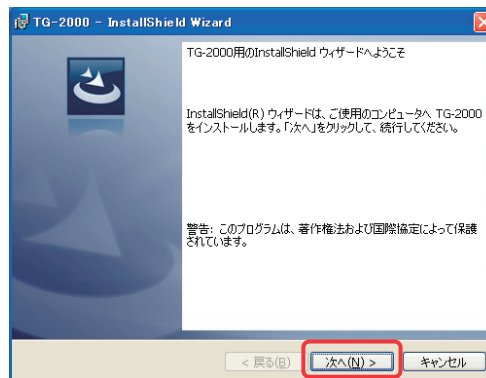 TG-2000 - InstallShield Wizard
TG-2000用のInstallShield ウィザードへようこそ
InstallShield(R) ウィザードは、ご使用のコンピュータへ TG-2000
をインストールします。「次へ」をクリックして、続行してください。
警告: このプログラムは、著作権法および国際協定によって保護
されています。
< 戻る(B) 次へ(N) > キャンセル